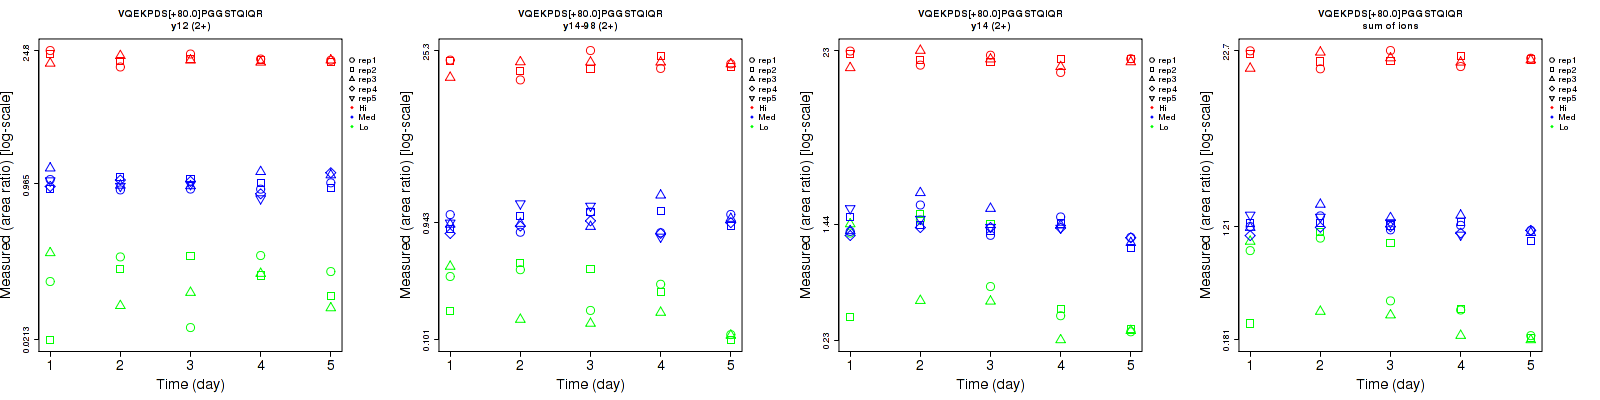 VQEKPDS[+80.0]PGGSTQIQR
y12 (2+)
24.8
0.965
0.0213
Measured (area ratio) [log-scale]
1 2 3 4 5
Time (day)
rep1
rep2
rep3
rep4
rep5
Hi
Med
Lo
VQEKPDS[+80.0]PGGSTQIQR
y14-98 (2+)
25.3
0.943
0.101
Measured (area ratio) [log-scale]
1 2 3 4 5
Time (day)
rep1
rep2
rep3
rep4
rep5
Hi
Med
Lo
VQEKPDS[+80.0]PGGSTQIQR
y14 (2+)
23
1.44
0.23
Measured (area ratio) [log-scale]
1 2 3 4 5
Time (day)
rep1
rep2
rep3
rep4
rep5
Hi
Med
Lo
VQEKPDS[+80.0]PGGSTQIQR
sum of ions
22.7
1.21
0.181
Measured (area ratio) [log-scale]
1 2 3 4 5
Time (day)
rep1
rep2
rep3
rep4
rep5
Hi
Med
Lo